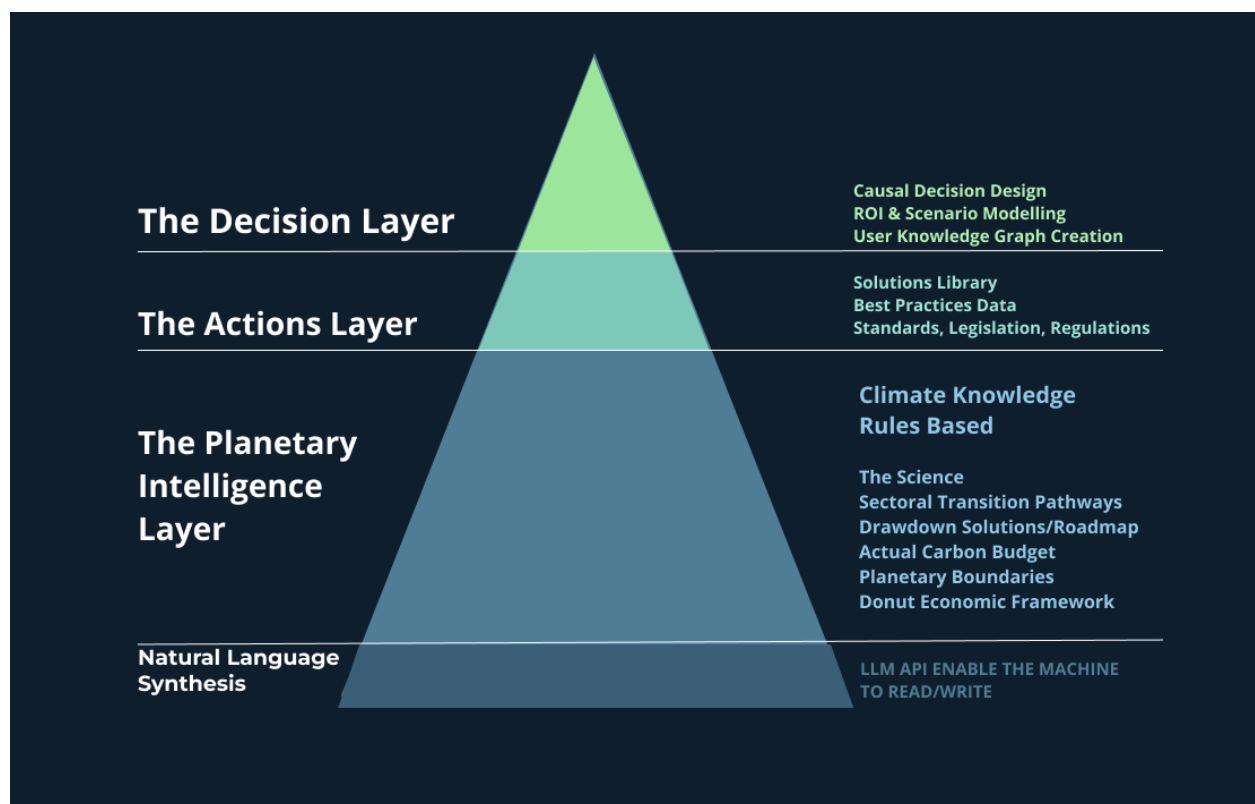 The Decision Layer
Causal Decision Design
ROI & Scenario Modelling
User Knowledge Graph Creation
The Actions Layer
Solutions Library
Best Practices Data
Standards, Legislation, Regulations
The Planetary
Intelligence
Layer
Climate Knowledge
Rules Based
The Science
Sectoral Transition Pathways
Drawdown Solutions/Roadmap
Actual Carbon Budget
Planetary Boundaries
Donut Economic Framework
Natural Language
Synthesis
LLM API ENABLE THE MACHINE
TO READ/WRITE